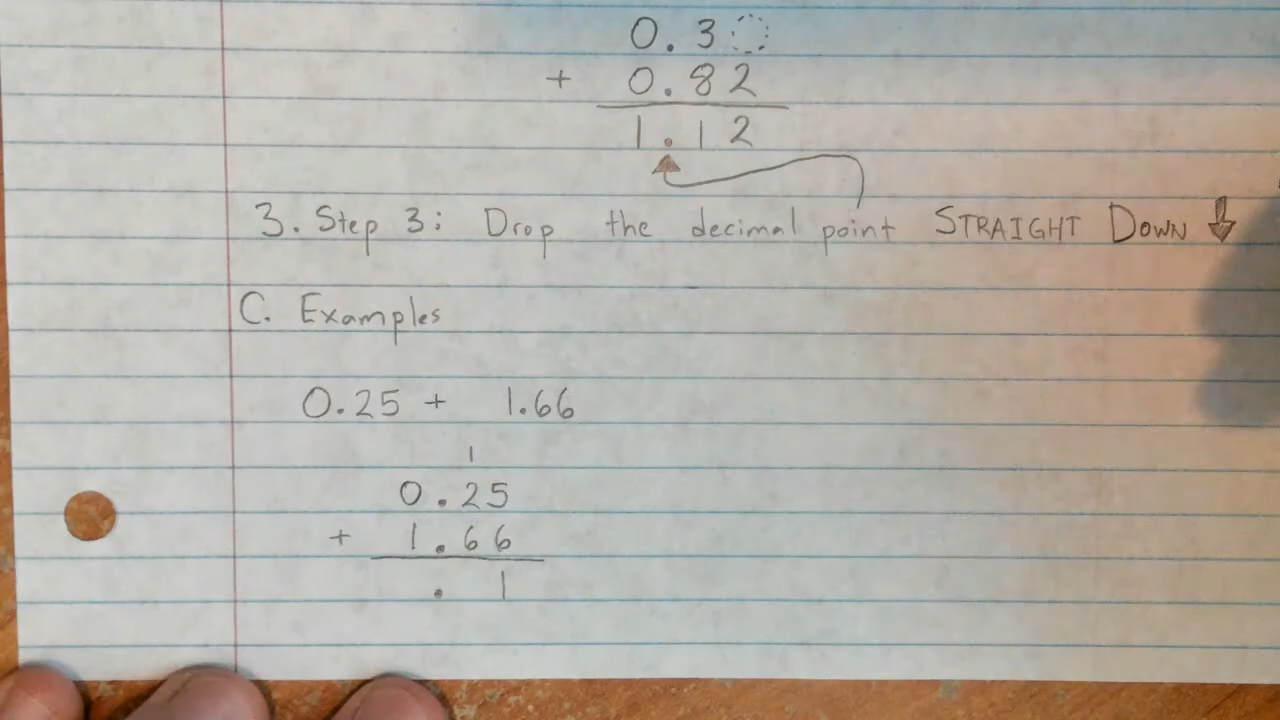 0.3
+ 0.82
1.12
3. Step 3: Drop the decimal point STRAIGHT DOWN ↓
C. Examples
0.25 + 1.66
1
0.25
+ 1.66
. 1